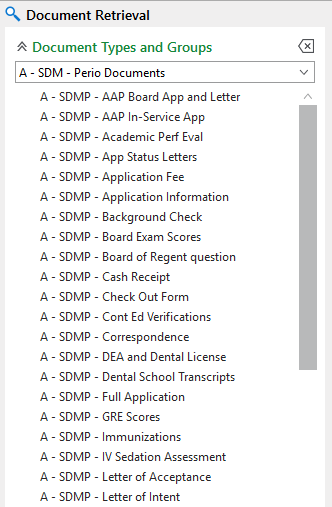 Document Retrieval
Document Types and Groups
A - SDM - Perio Documents
A - SDMP - AAP Board App and Letter
A - SDMP - AAP In-Service App
A - SDMP - Academic Perf Eval
A - SDMP - App Status Letters
A - SDMP - Application Fee
A - SDMP - Application Information
A - SDMP - Background Check
A - SDMP - Board Exam Scores
A - SDMP - Board of Regent question
A - SDMP - Cash Receipt
A - SDMP - Check Out Form
A - SDMP - Cont Ed Verifications
A - SDMP - Correspondence
A - SDMP - DEA and Dental License
A - SDMP - Dental School Transcripts
A - SDMP - Full Application
A - SDMP - GRE Scores
A - SDMP - Immunizations
A - SDMP - IV Sedation Assessment
A - SDMP - Letter of Acceptance
A - SDMP - Letter of Intent